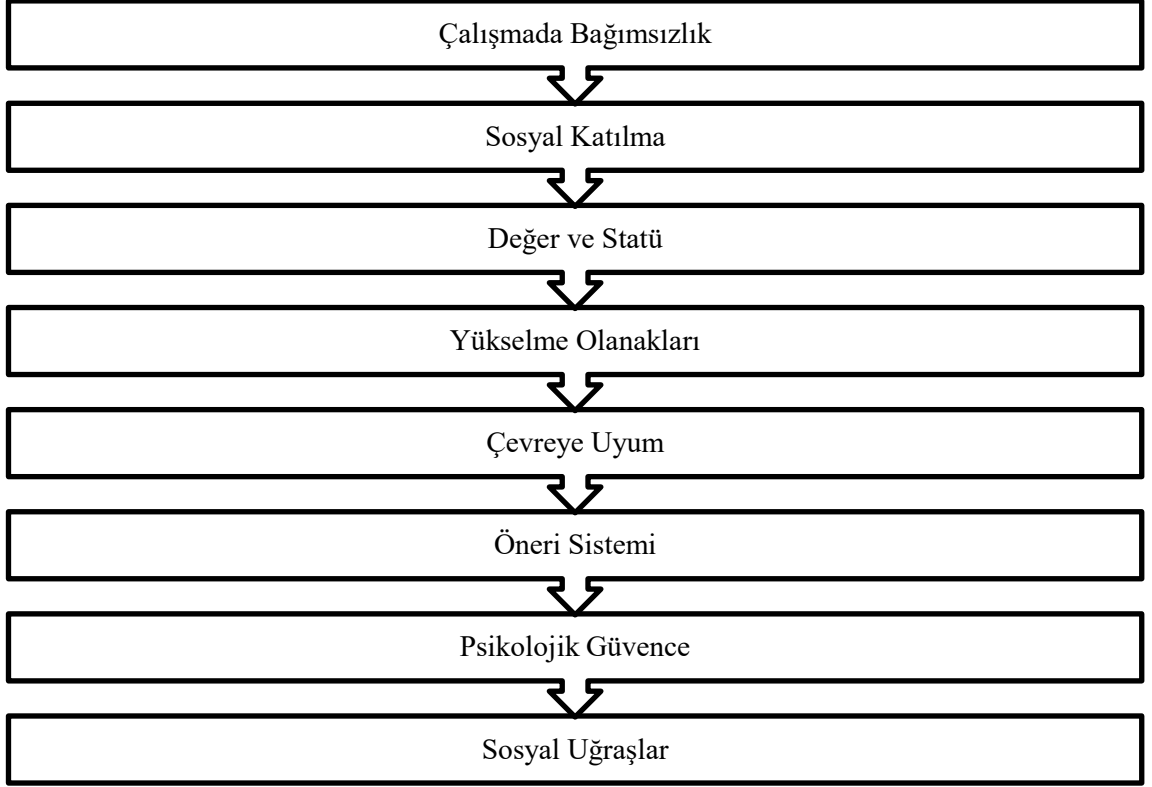 Çalışmada Bağımsızlık
Sosyal Katılma
Değer ve Statü
Yükselme Olanakları
Çevreye Uyum
Öneri Sistemi
Psikolojik Güvence
Sosyal Uğraşlar